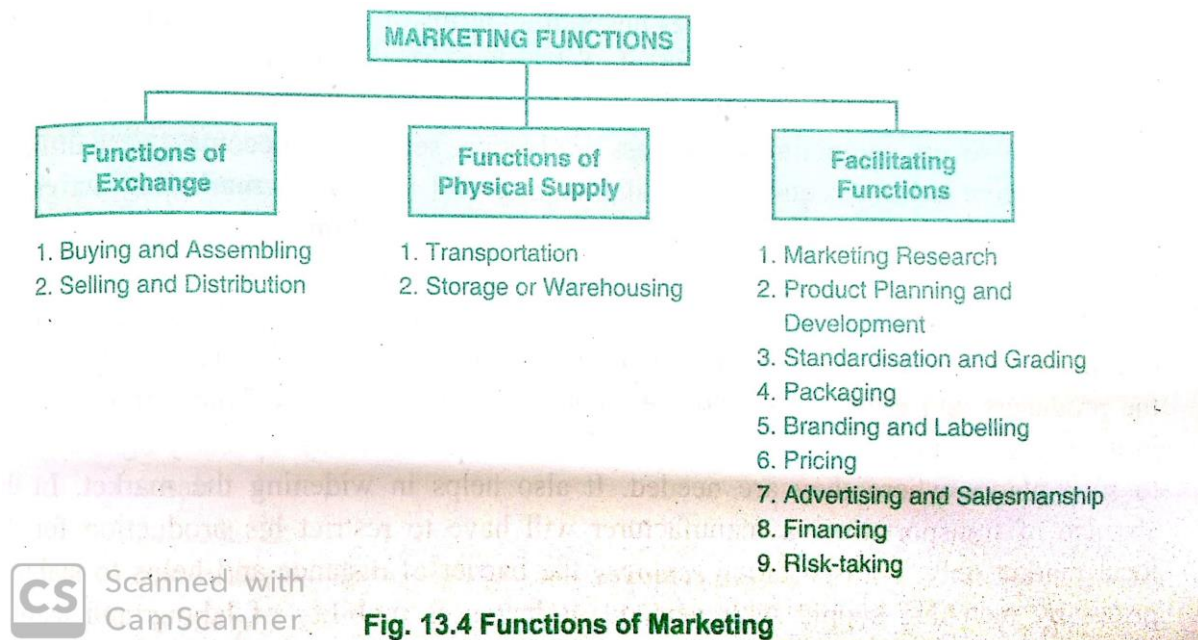 MARKETING FUNCTIONS
Functions of
Exchange
1. Buying and Assembling
2. Selling and Distribution
Functions of
Physical Supply
1. Transportation
2. Storage or Warehousing
Facilitating
Functions
1. Marketing Research
2. Product Planning and
Development
3. Standardisation and Grading
4. Packaging
5. Branding and Labelling
6. Pricing
7. Advertising and Salesmanship
8. Financing
9. Risk-taking
CS Scanned with
CamScanner
Fig. 13.4 Functions of Marketing